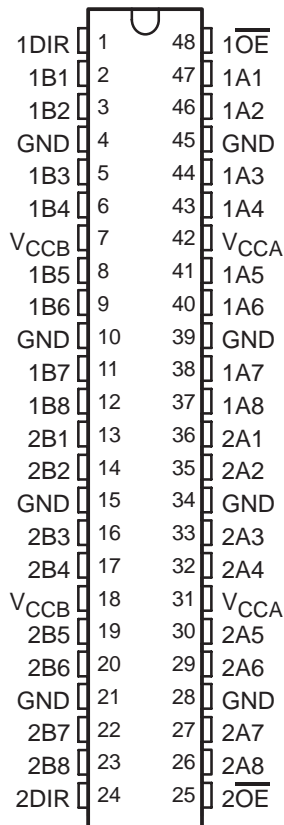 1DIR 1 48 1O̅E̅
1B1 2 47 1A1
1B2 3 46 1A2
GND 4 45 GND
1B3 5 44 1A3
1B4 6 43 1A4
VCCB 7 42 VCCA
1B5 8 41 1A5
1B6 9 40 1A6
GND 10 39 GND
1B7 11 38 1A7
1B8 12 37 1A8
2B1 13 36 2A1
2B2 14 35 2A2
GND 15 34 GND
2B3 16 33 2A3
2B4 17 32 2A4
VCCB 18 31 VCCA
2B5 19 30 2A5
2B6 20 29 2A6
GND 21 28 GND
2B7 22 27 2A7
2B8 23 26 2A8
2DIR 24 25 2O̅E̅